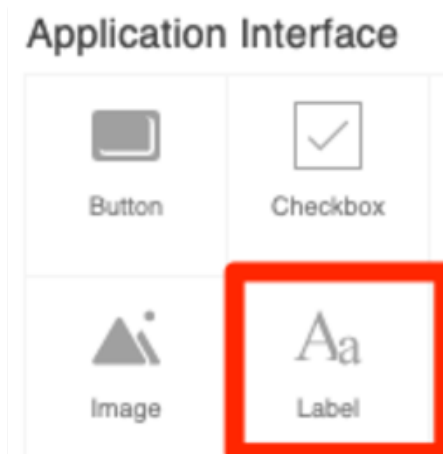 Application Interface
Button
Checkbox
Image
Aa
Label